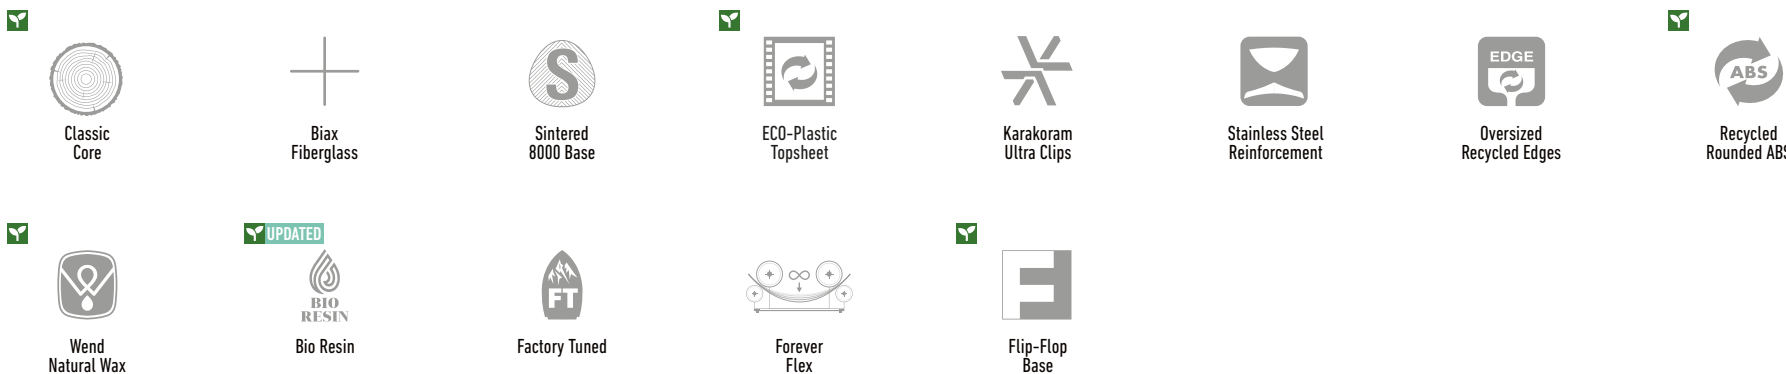 Classic
Core
Biax
Fiberglass
S
Sintered
8000 Base
ECO-Plastic
Topsheet
Karakoram
Ultra Clips
Stainless Steel
Reinforcement
EDGE
Oversized
Recycled Edges
ABS
Recycled
Rounded ABS
Wend
Natural Wax
UPDATED
BIO
RESIN
Bio Resin
FT
Factory Tuned
Forever
Flex
F
Flip-Flop
Base